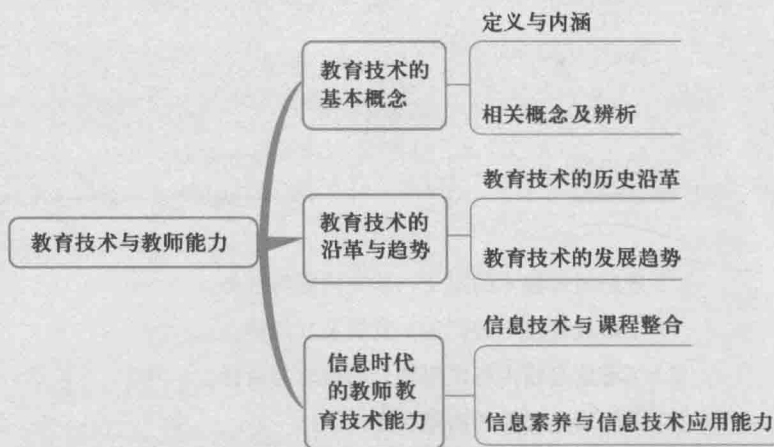 定义与内涵
教育技术的
基本概念
相关概念及辨析
教育技术的历史沿革
教育技术与教师能力
教育技术的
沿革与趋势
教育技术的发展趋势
信息技术与课程整合
信息时代
的教师教
育技术能力
信息素养与信息技术应用能力